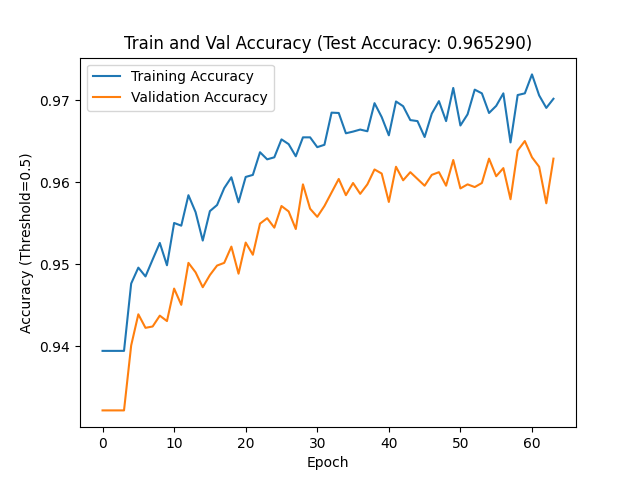 Train and Val Accuracy (Test Accuracy: 0.965290)
Training Accuracy
Validation Accuracy
Accuracy (Threshold=0.5)
0.97
0.96
0.95
0.94
0
10
20
30
40
50
60
Epoch